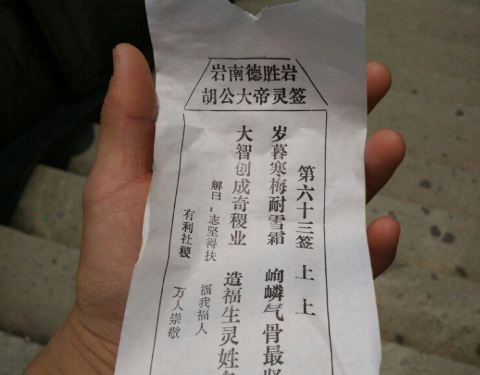 岩南德胜岩
胡公大帝灵签
第六十三签 上上
岁暮寒梅耐雪霜 峋嶙气骨最坚
大智创成奇稷业 造福生灵姓
解曰：志坚得扶 福我福人
有利社稷 万人崇敬